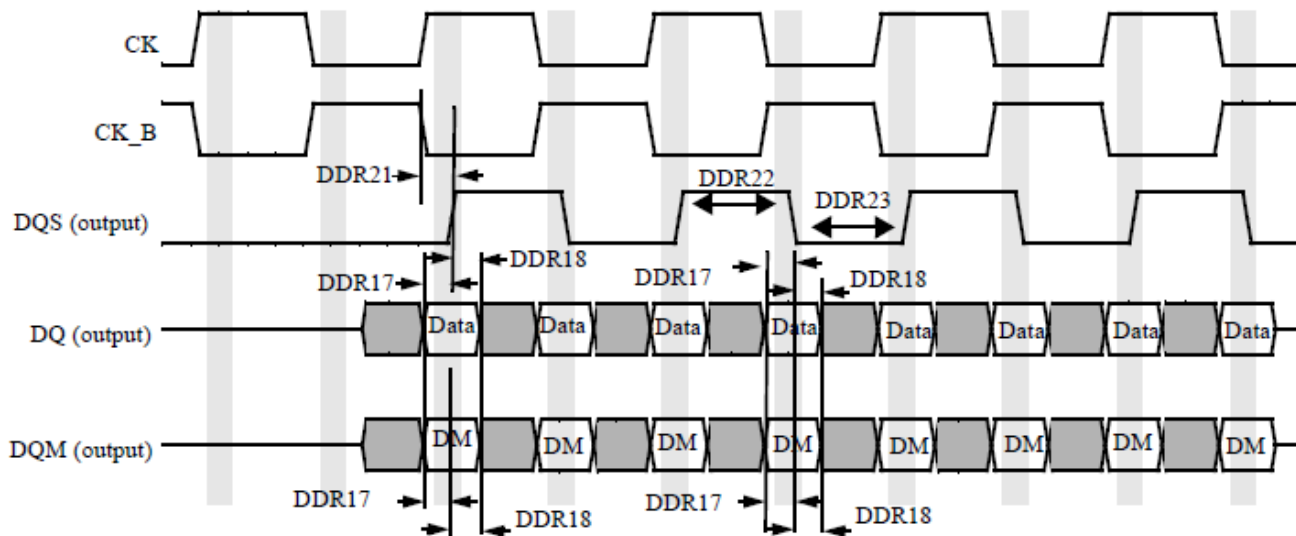 CK
CK_B
DDR21
DDR22
DDR23
DQS (output)
DDR17
DDR18
DDR17
DDR18
DQ (output)
Data Data Data Data Data Data Data Data
DQM (output)
DM DM DM DM DM DM DM DM
DDR17
DDR18
DDR17
DDR18